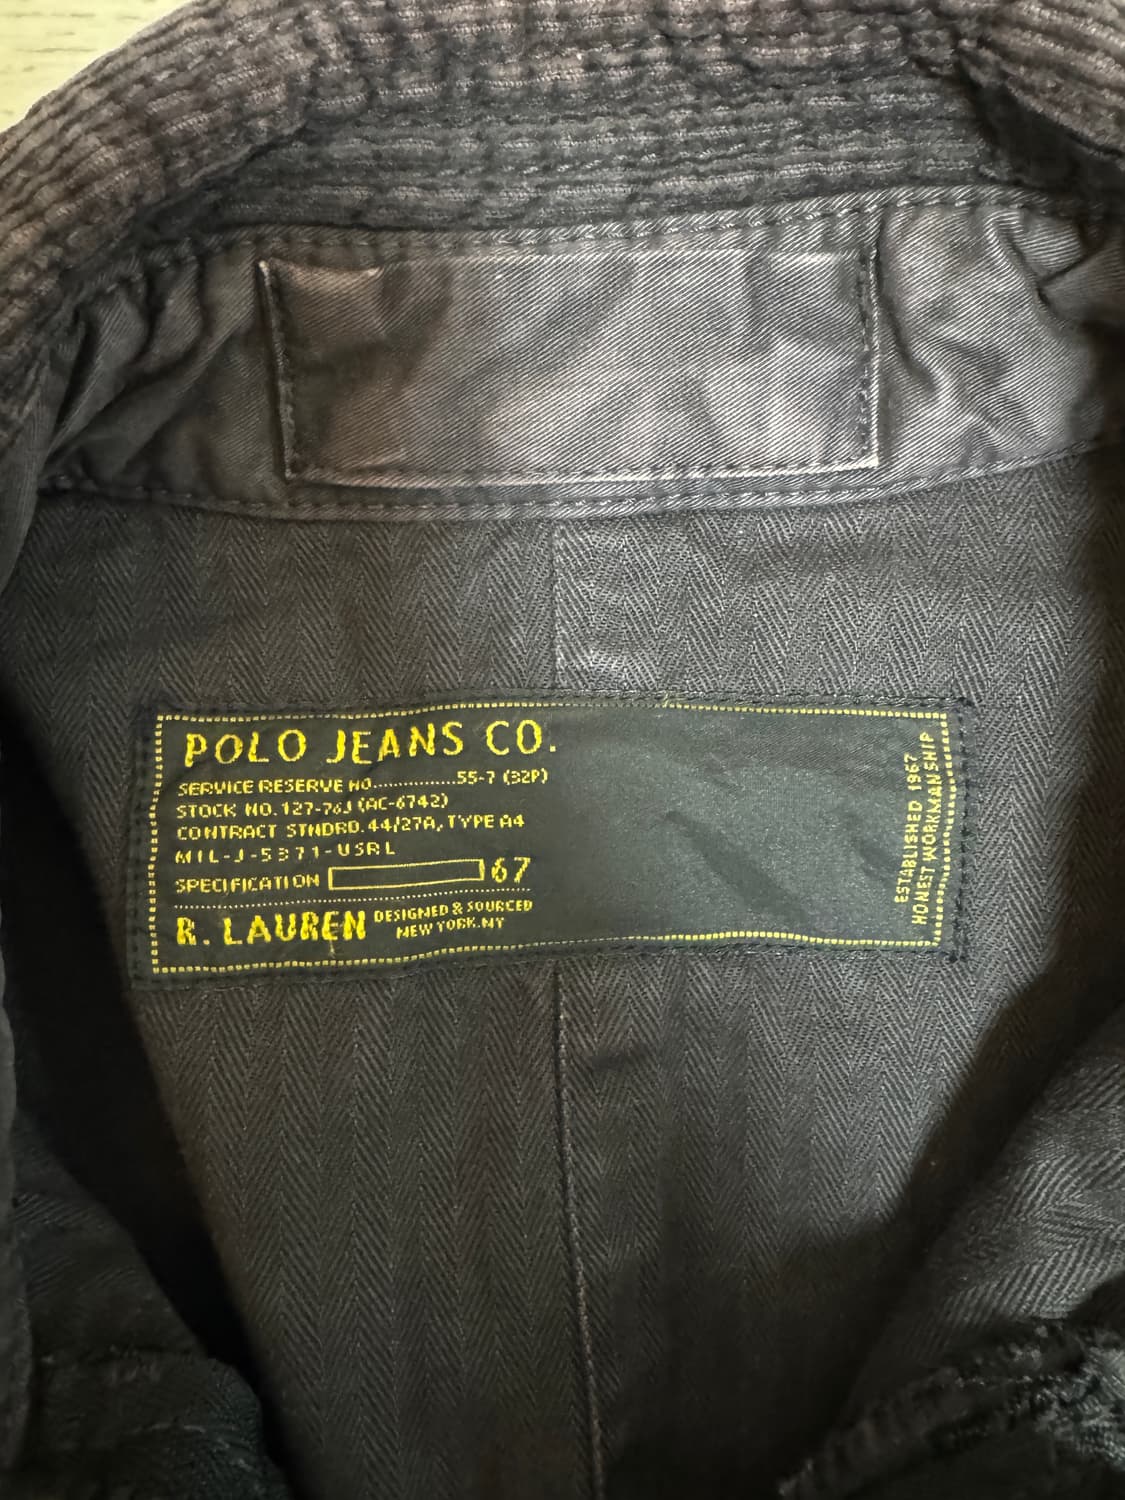 POLO JEANS CO.
SERVICE RESERVE NO.............55-7 (32P)
STOCK NO. 127-76J (AC-6742)
CONTRACT STNDRD. 44/27A, TYPE A4
MIL-J-5371-USRL
SPECIFICATION 67
R. LAUREN DESIGNED & SOURCED
NEW YORK.NY
ESTABLISHED 1967
HONEST WORKMANSHIP